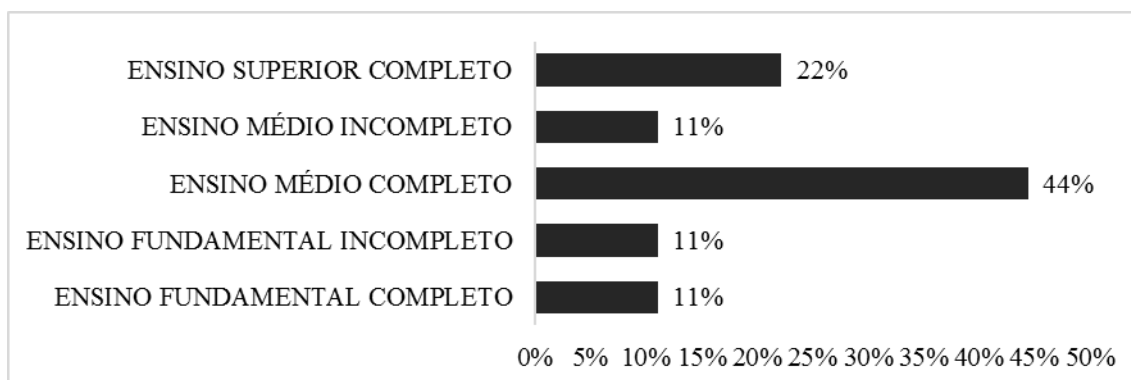 ENSINO SUPERIOR COMPLETO 22%
ENSINO MÉDIO INCOMPLETO 11%
ENSINO MÉDIO COMPLETO 44%
ENSINO FUNDAMENTAL INCOMPLETO 11%
ENSINO FUNDAMENTAL COMPLETO 11%
0% 5% 10% 15% 20% 25% 30% 35% 40% 45% 50%